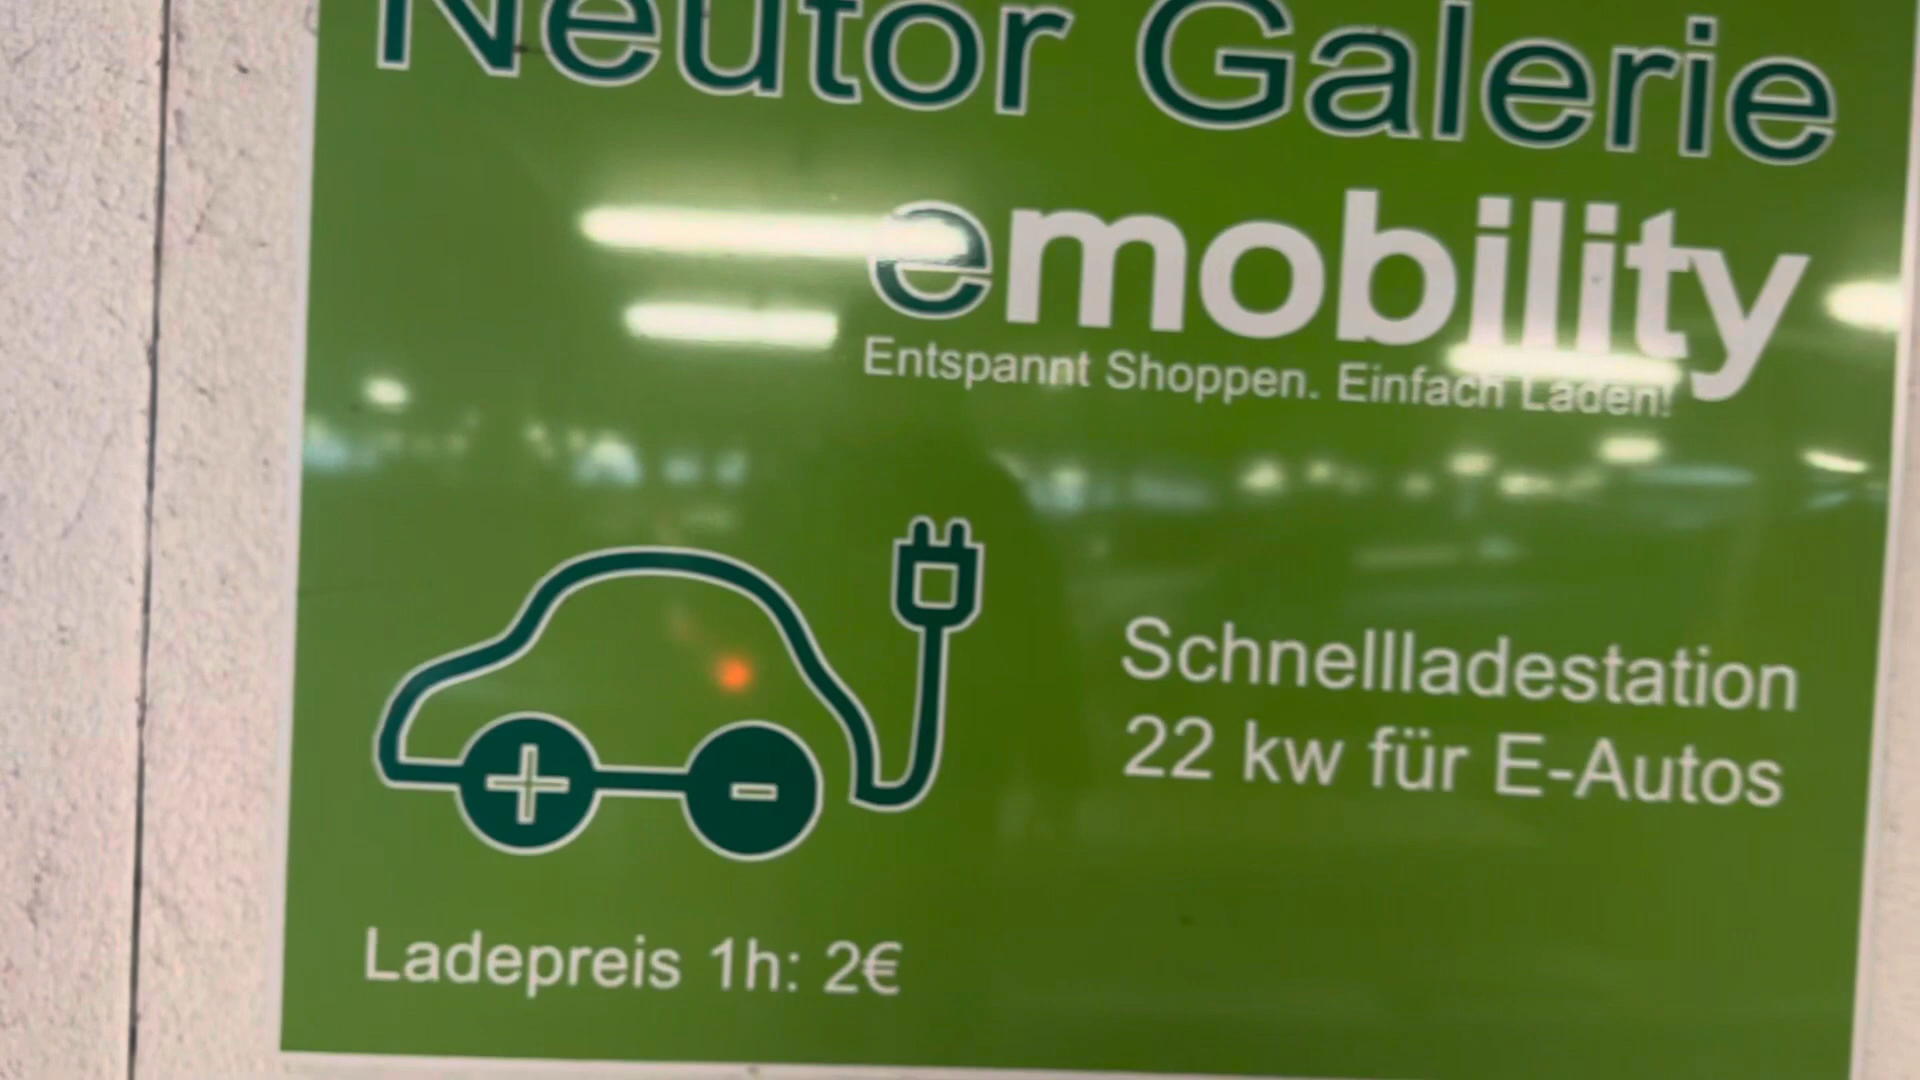 Neutor Galerie
emobility
Entspannt Shoppen. Einfach Laden!
Schnellladestation
22 kw für E-Autos
Ladepreis 1h: 2€